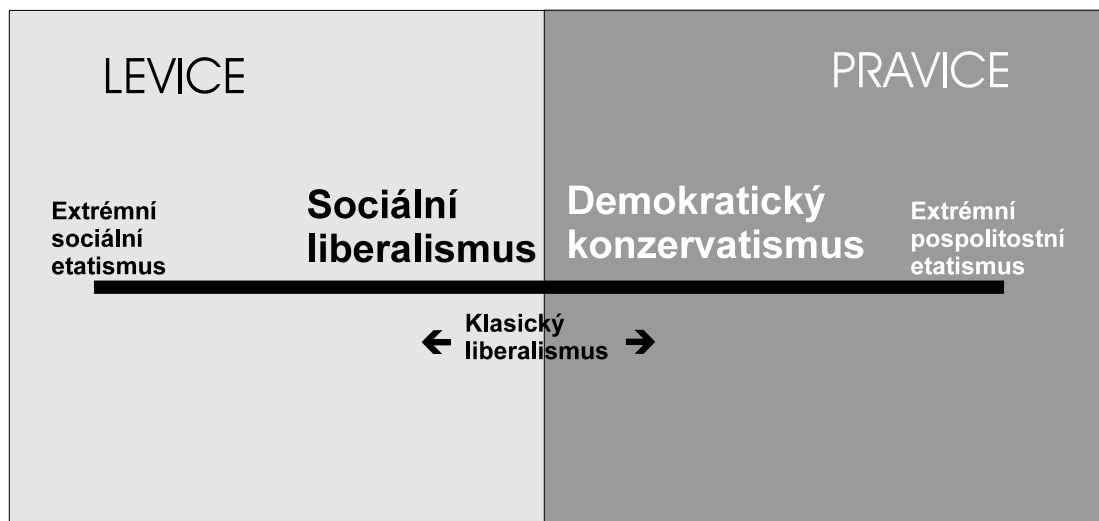 LEVICE
PRAVICE
Extrémní
sociální
etatismus
Sociální
liberalismus
Demokratický
konzervatismus
Extrémní
pospolitostní
etatismus
Klasický
liberalismus